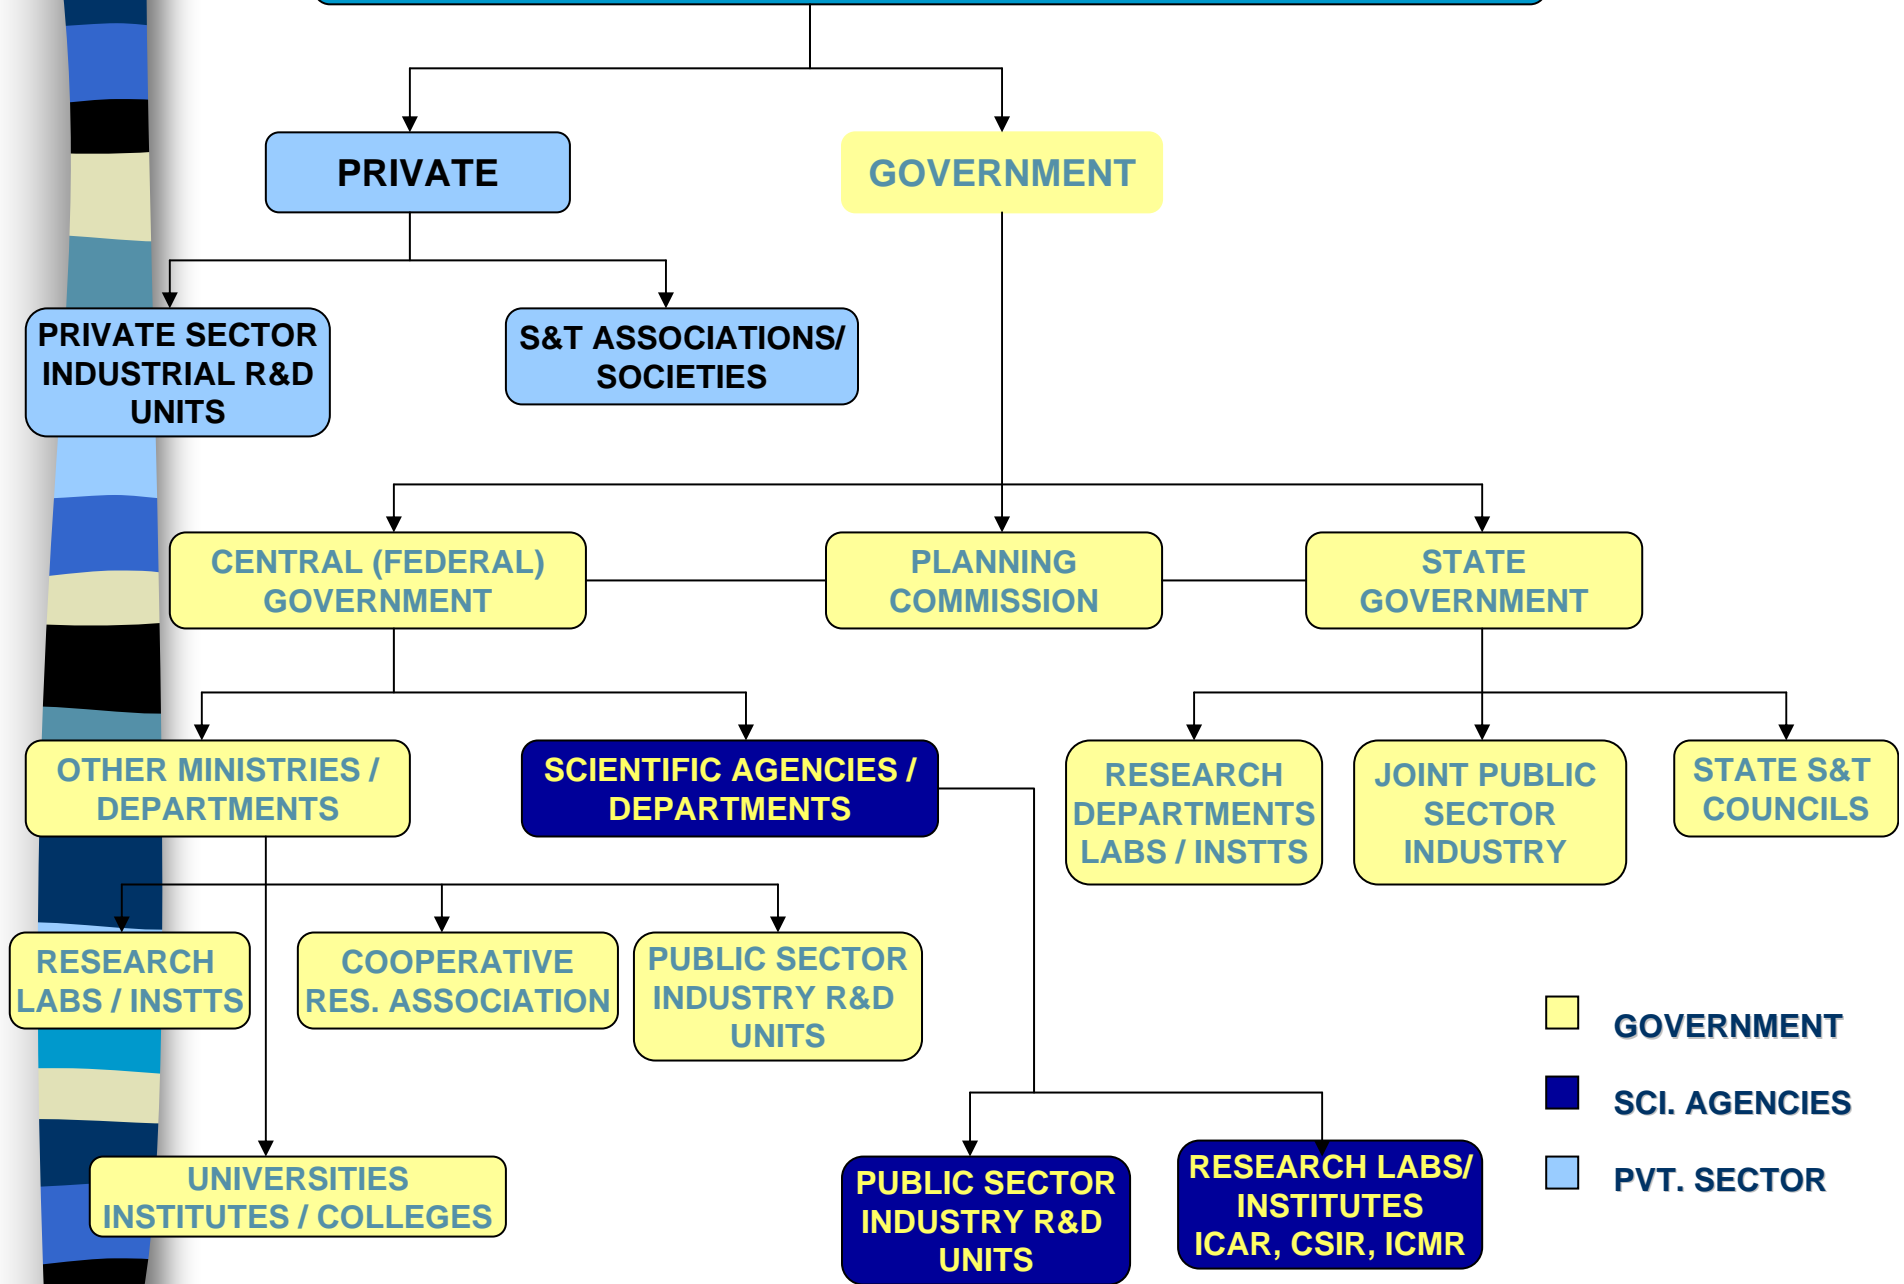 PRIVATE
GOVERNMENT
PRIVATE SECTOR
INDUSTRIAL R&D
UNITS
S&T ASSOCIATIONS/
SOCIETIES
CENTRAL (FEDERAL)
GOVERNMENT
PLANNING
COMMISSION
STATE
GOVERNMENT
OTHER MINISTRIES /
DEPARTMENTS
SCIENTIFIC AGENCIES /
DEPARTMENTS
RESEARCH
DEPARTMENTS
LABS / INSTTS
JOINT PUBLIC
SECTOR
INDUSTRY
STATE S&T
COUNCILS
RESEARCH
LABS / INSTTS
COOPERATIVE
RES. ASSOCIATION
PUBLIC SECTOR
INDUSTRY R&D
UNITS
UNIVERSITIES
INSTITUTES / COLLEGES
PUBLIC SECTOR
INDUSTRY R&D
UNITS
RESEARCH LABS/
INSTITUTES
ICAR, CSIR, ICMR
GOVERNMENT
SCI. AGENCIES
PVT. SECTOR